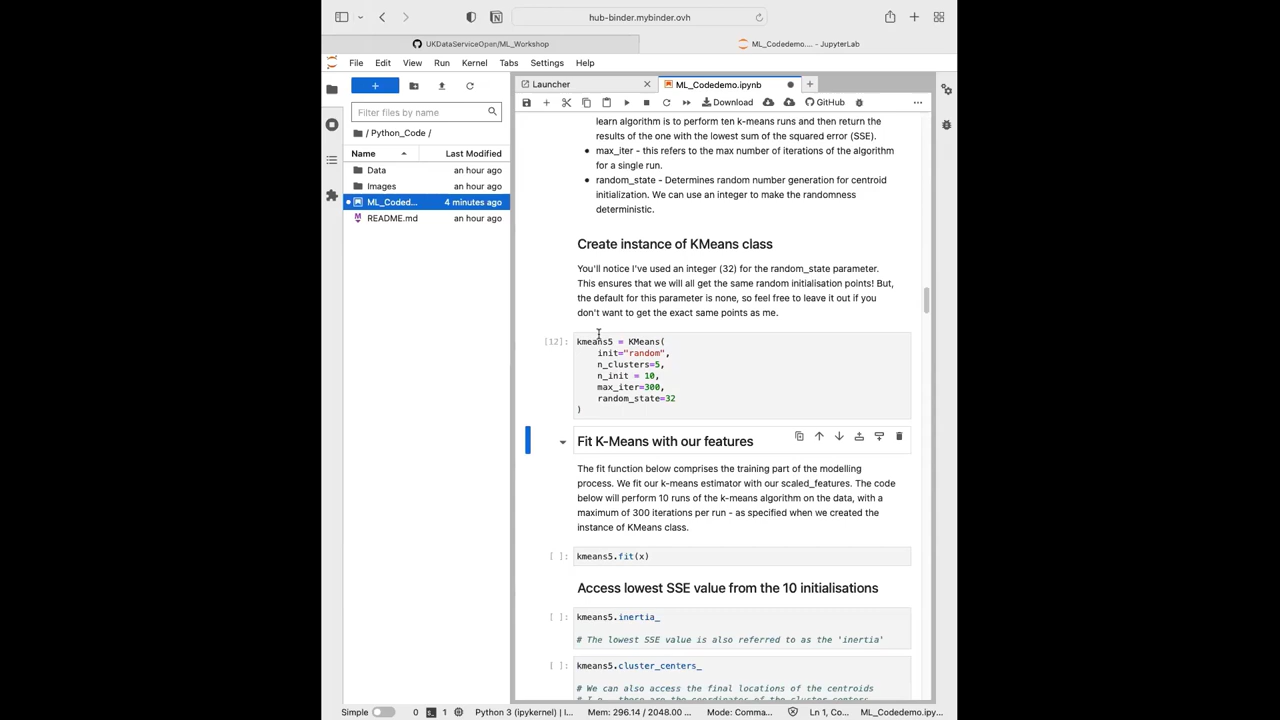 hub-binder.mybinder.ovh
UKDataServiceOpen/ML_Workshop
ML_Codedemo.... - JupyterLab
File Edit View Run Kernel Tabs Settings Help
Launcher
ML_Codedemo.ipynb
Download
GitHub
Filter files by name
/ Python_Code /
Name Last Modified
Data an hour ago
Images an hour ago
ML_Coded... 4 minutes ago
README.md an hour ago
learn algorithm is to perform ten k-means runs and then return the
results of the one with the lowest sum of the squared error (SSE).
• max_iter - this refers to the max number of iterations of the algorithm
for a single run.
• random_state - Determines random number generation for centroid
initialization. We can use an integer to make the randomness
deterministic.
Create instance of KMeans class
You'll notice I've used an integer (32) for the random_state parameter.
This ensures that we will all get the same random initialisation points! But,
the default for this parameter is none, so feel free to leave it out if you
don't want to get the exact same points as me.
[12]: kmeans5 = KMeans(
init="random",
n_clusters=5,
n_init = 10,
max_iter=300,
random_state=32
)
Fit K-Means with our features
The fit function below comprises the training part of the modelling
process. We fit our k-means estimator with our scaled_features. The code
below will perform 10 runs of the k-means algorithm on the data, with a
maximum of 300 iterations per run - as specified when we created the
instance of KMeans class.
[ ]: kmeans5.fit(x)
Access lowest SSE value from the 10 initialisations
[ ]: kmeans5.inertia_
# The lowest SSE value is also referred to as the 'inertia'
[ ]: kmeans5.cluster_centers_
# We can also access the final locations of the centroids
Simple 0 1 Python 3 (ipykernel) | I... Mem: 296.14 / 2048.00 ... Mode: Comma... Ln 1, Co... ML_Codedemo.ipy...